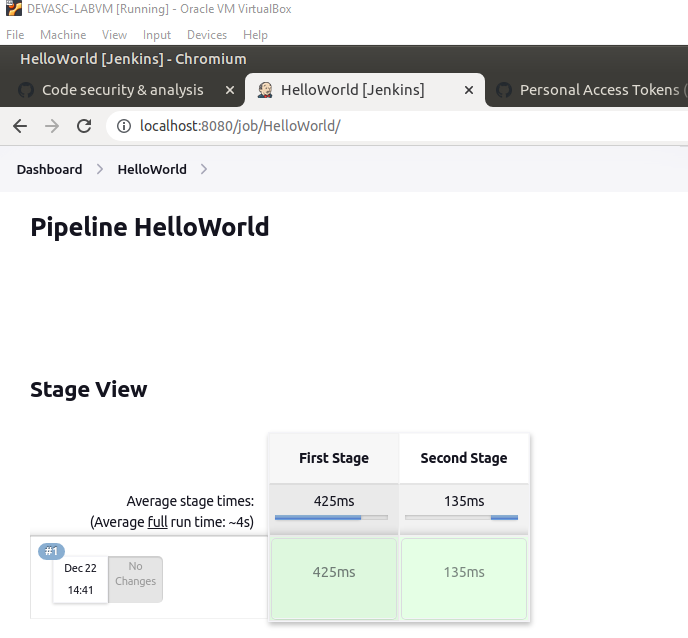 DEVASC-LABVM [Running] - Oracle VM VirtualBox
File Machine View Input Devices Help
HelloWorld [Jenkins] - Chromium
Code security & analysis × HelloWorld [Jenkins] × Personal Access Tokens (
localhost:8080/job/HelloWorld/
Dashboard > HelloWorld >
Pipeline HelloWorld
Stage View
First Stage Second Stage
Average stage times: 425ms 135ms
(Average full run time: ~4s)
#1
Dec 22 No
14:41 Changes
425ms 135ms